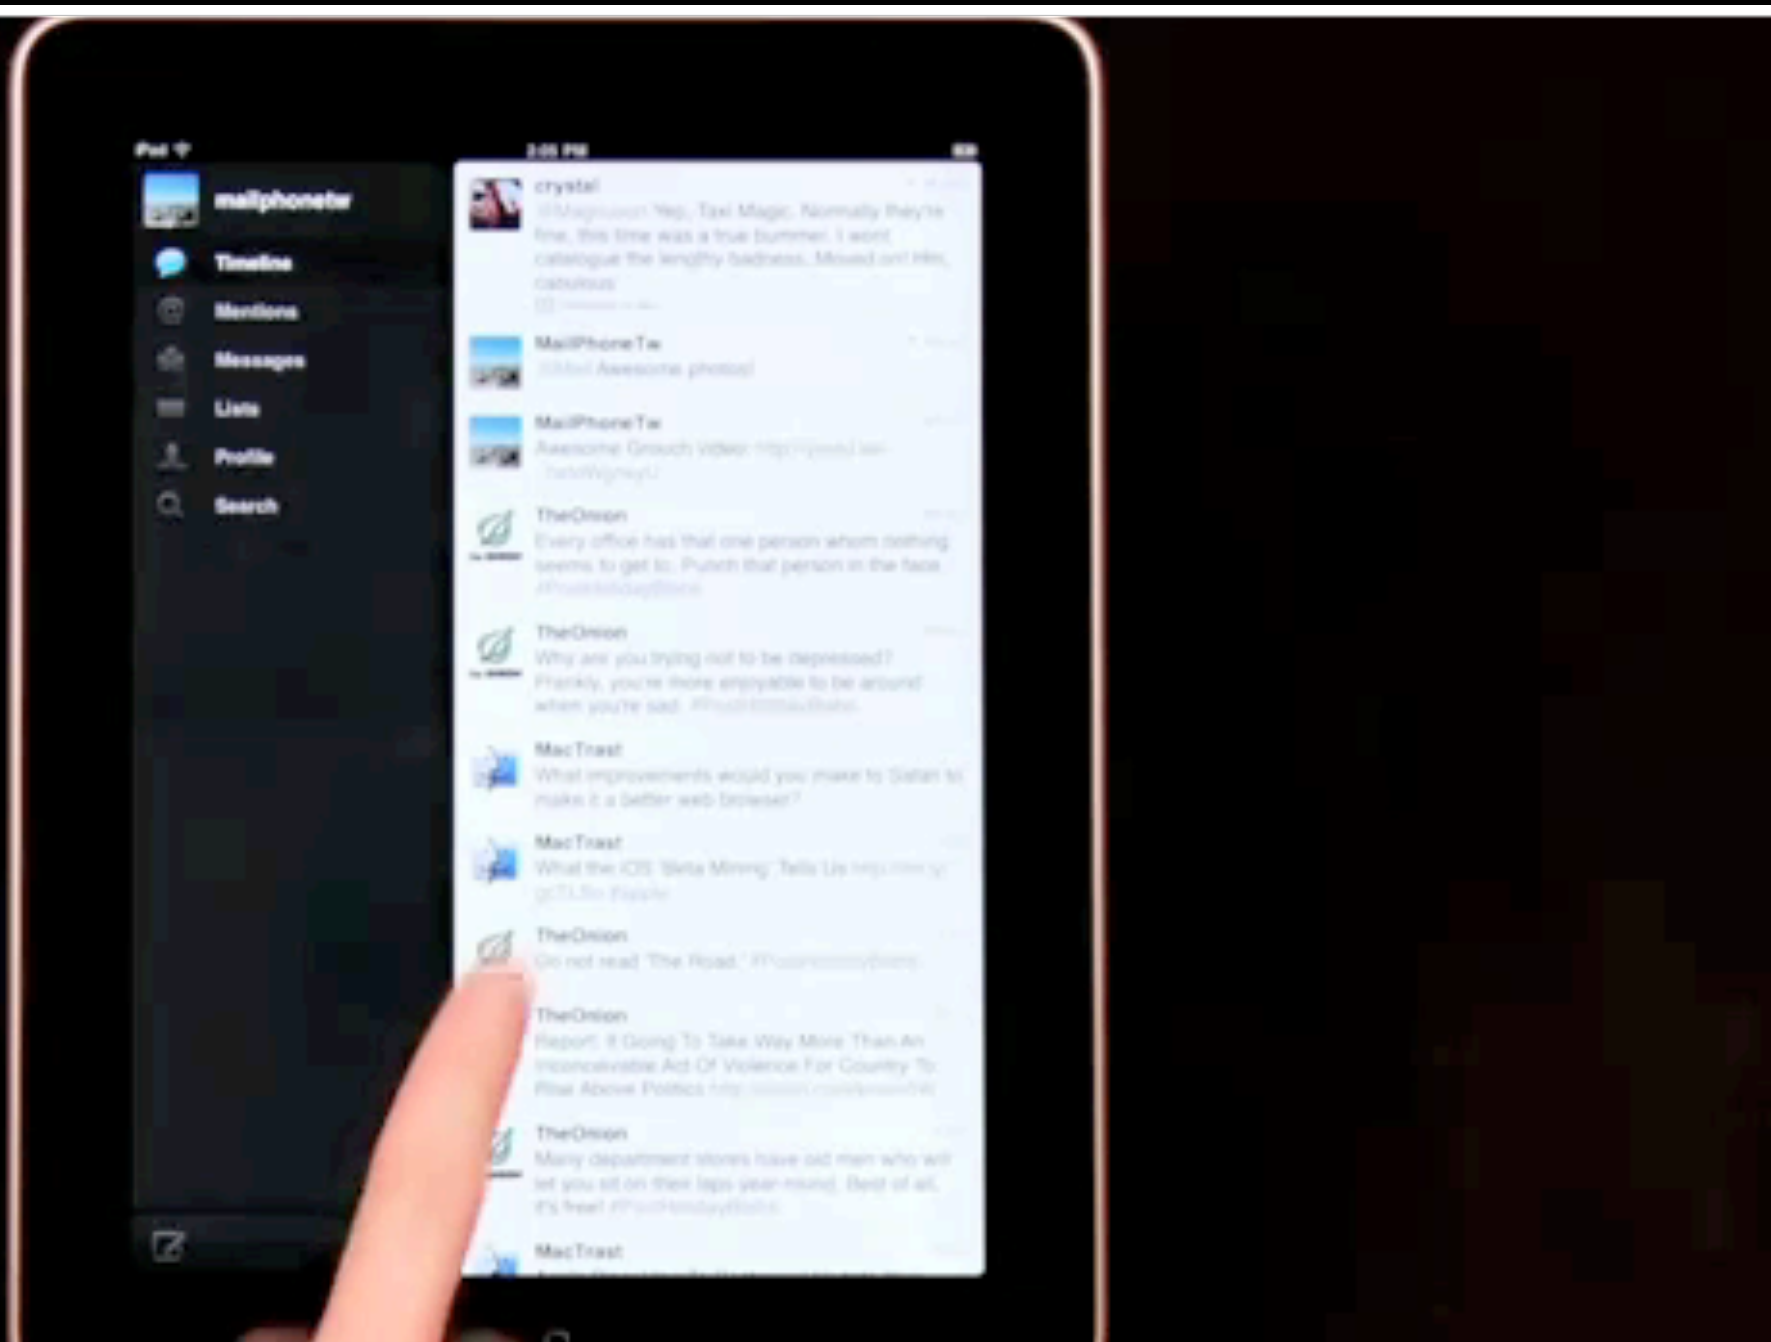 iPad
3:05 PM
mailphonetw
Timeline
Mentions
Messages
Lists
Profile
Search
crystal
@Magnuson Yep, Taxi Magic. Normally they're
fine, this time was a true bummer. I wont
catalogue the lengthy badness. Moved on! Hm,
cabulous
MailPhoneTw
Awesome photos!
MailPhoneTw
Awesome Grouch video:
TheOnion
Every office has that one person whom nothing
seems to get to. Punch that person in the face.
#PostHolidayBlahs
TheOnion
Why are you trying not to be depressed?
Frankly, you're more enjoyable to be around
when you're sad. #PostHolidayBlahs
MacTrast
What improvements would you make to Safari to
make it a better web browser?
MacTrast
What the iOS 'Beta Mining' Tells Us
TheOnion
Do not read 'The Road.' #PostHolidayBlahs
TheOnion
Report: It Going To Take Way More Than An
Inconceivable Act Of Violence For Country To
Rise Above Politics
TheOnion
Many department stores have old men who will
let you sit on their laps year-round. Best of all,
it's free! #PostHolidayBlahs
MacTrast